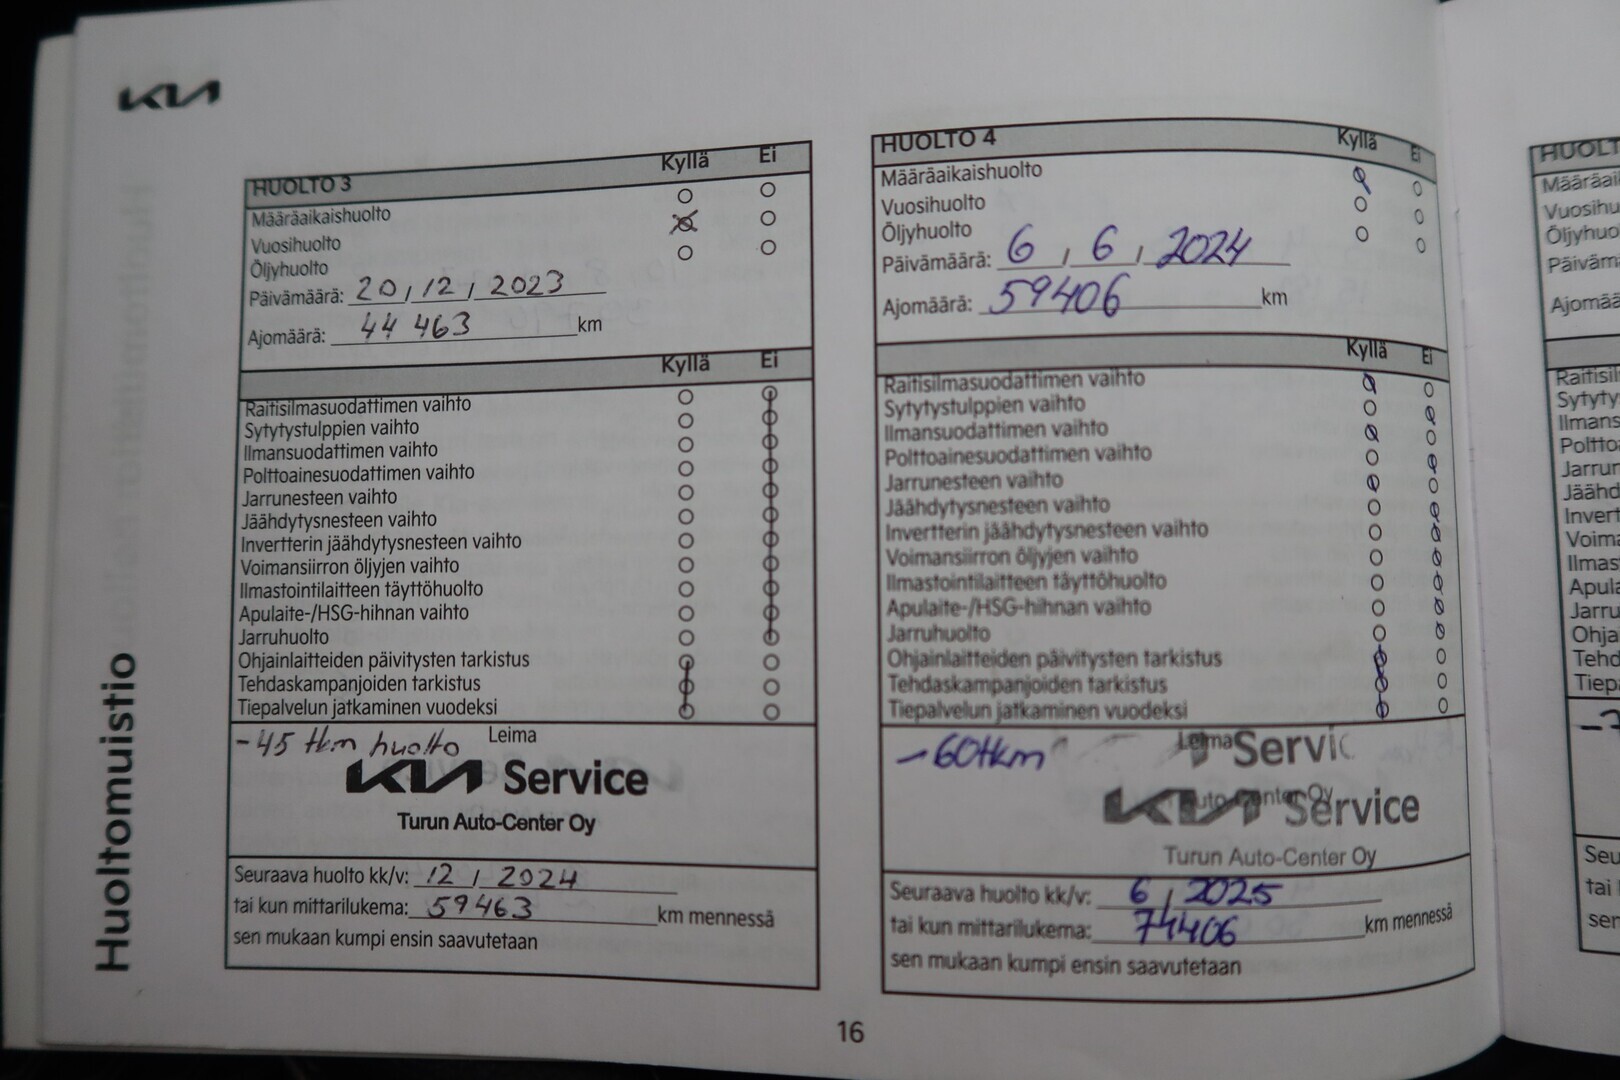 KIA
Huoltomuistio
HUOLTO 3 Kyllä Ei
Määräaikaishuolto
Vuosihuolto
Öljyhuolto
Päivämäärä: 20 / 12 / 2023
Ajomäärä: 44 463 km
Kyllä Ei
Raitisilmasuodattimen vaihto
Sytytystulppien vaihto
Ilmansuodattimen vaihto
Polttoainesuodattimen vaihto
Jarrunesteen vaihto
Jäähdytysnesteen vaihto
Invertterin jäähdytysnesteen vaihto
Voimansiirron öljyjen vaihto
Ilmastointilaitteen täyttöhuolto
Apulaite-/HSG-hihnan vaihto
Jarruhuolto
Ohjainlaitteiden päivitysten tarkistus
Tehdaskampanjoiden tarkistus
Tiepalvelun jatkaminen vuodeksi
-45 tkm huolto Leima
KIA Service
Turun Auto-Center Oy
Seuraava huolto kk/v: 12 / 2024
tai kun mittarilukema: 59463 km mennessä
sen mukaan kumpi ensin saavutetaan
HUOLTO 4 Kyllä Ei
Määräaikaishuolto
Vuosihuolto
Öljyhuolto
Päivämäärä: 6 / 6 / 2024
Ajomäärä: 59406 km
Kyllä Ei
Raitisilmasuodattimen vaihto
Sytytystulppien vaihto
Ilmansuodattimen vaihto
Polttoainesuodattimen vaihto
Jarrunesteen vaihto
Jäähdytysnesteen vaihto
Invertterin jäähdytysnesteen vaihto
Voimansiirron öljyjen vaihto
Ilmastointilaitteen täyttöhuolto
Apulaite-/HSG-hihnan vaihto
Jarruhuolto
Ohjainlaitteiden päivitysten tarkistus
Tehdaskampanjoiden tarkistus
Tiepalvelun jatkaminen vuodeksi
-60tkm Leima Servic
KIA Service
Turun Auto-Center Oy
Seuraava huolto kk/v: 6 / 2025
tai kun mittarilukema: 74406 km mennessä
sen mukaan kumpi ensin saavutetaan
16